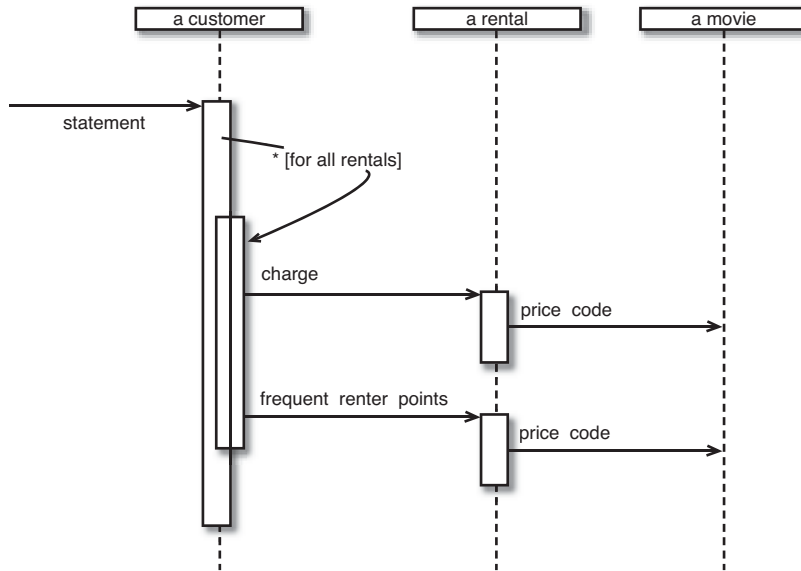 a customer
a rental
a movie
statement
* [for all rentals]
charge
price code
frequent renter points
price code